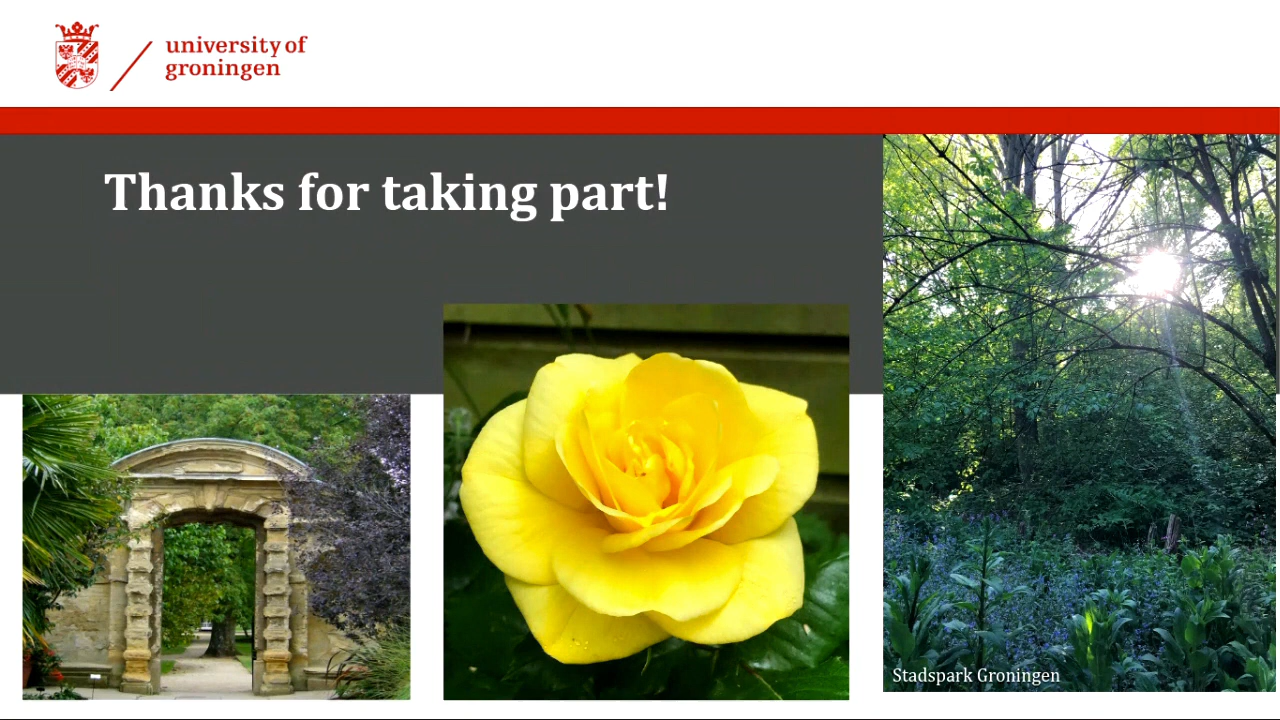 university of
groningen
Thanks for taking part!
Stadspark Groningen